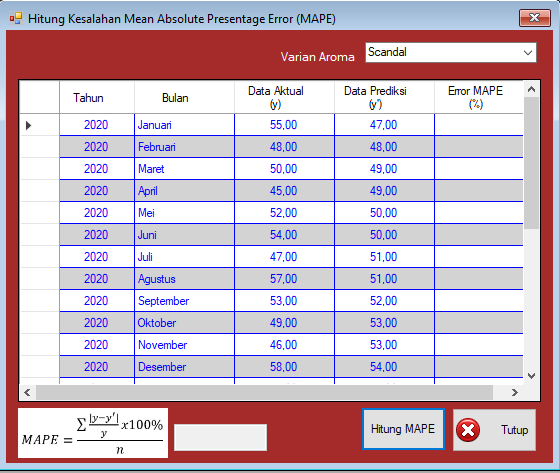 Hitung Kesalahan Mean Absolute Presentage Error (MAPE)
Varian Aroma Scandal
Tahun Bulan Data Aktual (y) Data Prediksi (y') Error MAPE (%)
2020 Januari 55,00 47,00
2020 Februari 48,00 48,00
2020 Maret 50,00 49,00
2020 April 45,00 49,00
2020 Mei 52,00 50,00
2020 Juni 54,00 50,00
2020 Juli 47,00 51,00
2020 Agustus 57,00 51,00
2020 September 53,00 52,00
2020 Oktober 49,00 53,00
2020 November 46,00 53,00
2020 Desember 58,00 54,00
MAPE = ∑ |y−y′| / y x100% / n
Hitung MAPE Tutup